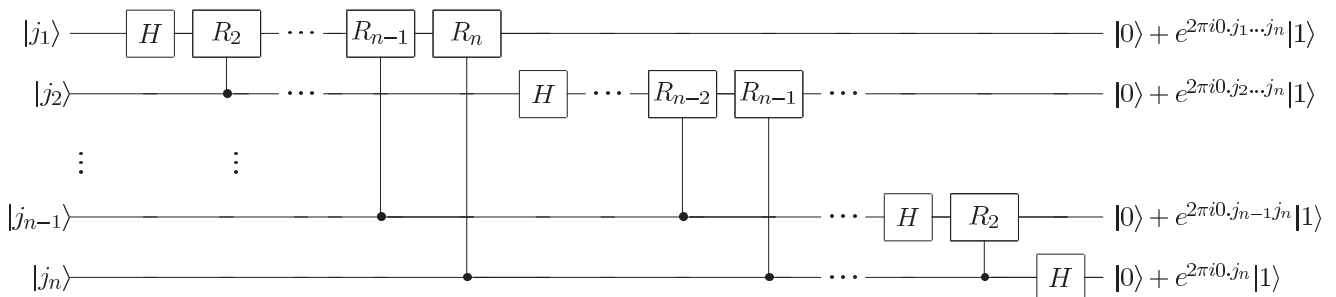 |j₁⟩ H R₂ ⋯ Rₙ₋₁ Rₙ |0⟩ + e^{2πi0.j₁...jₙ}|1⟩
|j₂⟩ ⋯ H ⋯ Rₙ₋₂ Rₙ₋₁ ⋯ |0⟩ + e^{2πi0.j₂...jₙ}|1⟩
⋮ ⋮
|jₙ₋₁⟩ ⋯ H R₂ |0⟩ + e^{2πi0.jₙ₋₁jₙ}|1⟩
|jₙ⟩ ⋯ H |0⟩ + e^{2πi0.jₙ}|1⟩